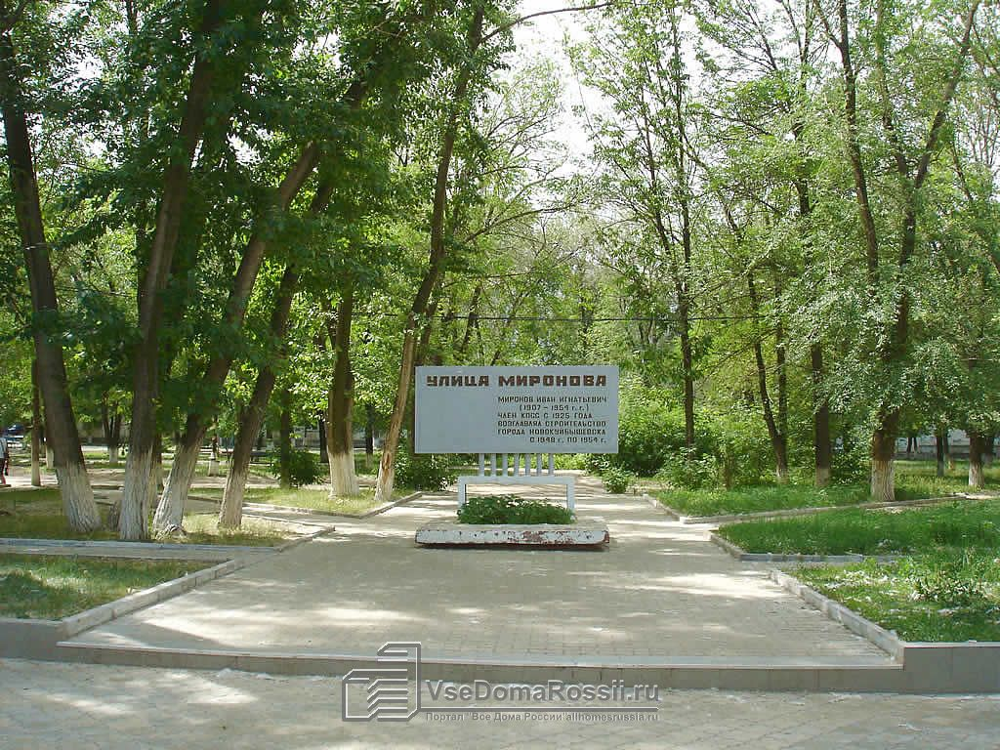 УЛИЦА МИРОНОВА
МИРОНОВ ИВАН ИГНАТЬЕВИЧ
(1907 – 1954 г. г.)
ЧЛЕН КПСС С 1925 ГОДА
ВОЗГЛАВЛЯЛ СТРОИТЕЛЬСТВО
ГОРОДА НОВОКУЙБЫШЕВСКА
С 1948 г. ПО 1954 г.
VseDomaRossii.ru
Портал "Все Дома России"allhomesrussia.ru